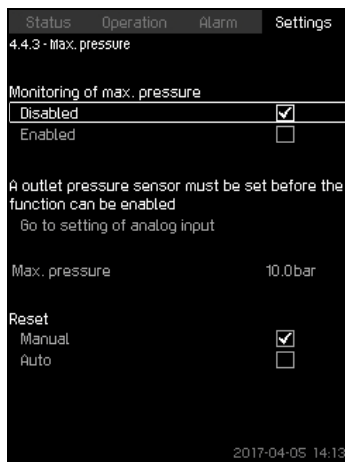 Status Operation Alarm Settings
4.4.3 - Max. pressure
Monitoring of max. pressure
Disabled
Enabled
A outlet pressure sensor must be set before the
function can be enabled
Go to setting of analog input
Max. pressure 10.0bar
Reset
Manual
Auto
2017-04-05 14:13